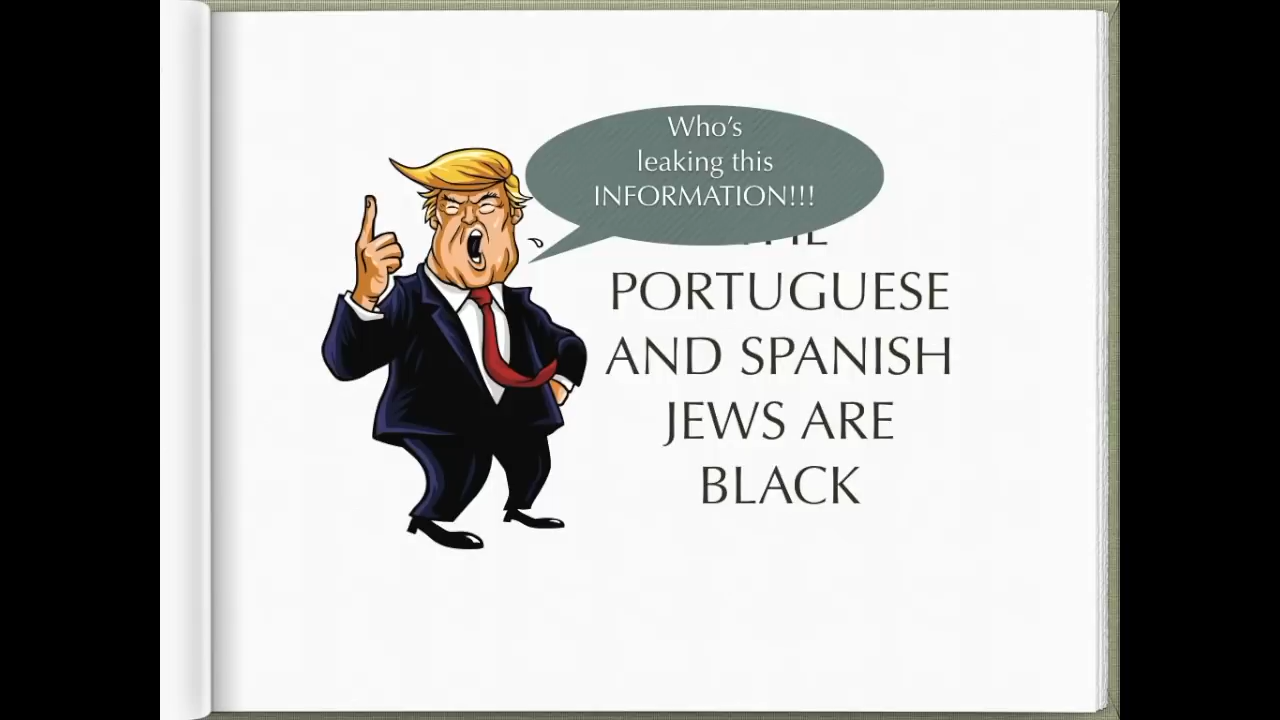 Who's
leaking this
INFORMATION!!!
PORTUGUESE
AND SPANISH
JEWS ARE
BLACK